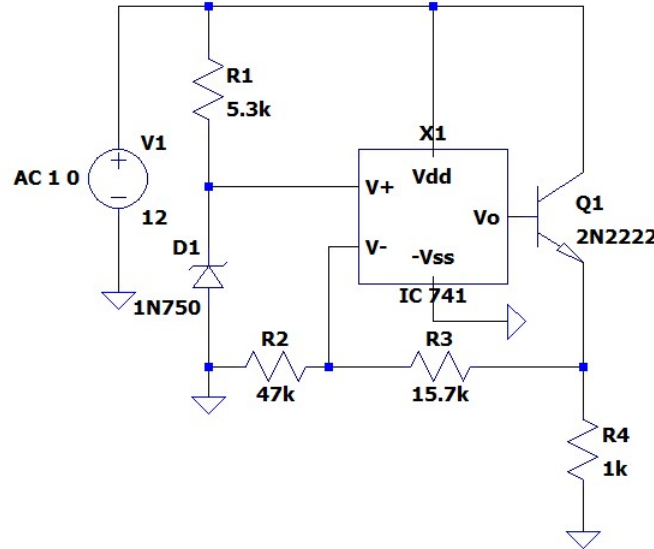 R1
5.3k
X1
V1
AC 1 0
12
V+
Vdd
Q1
Vo
2N2222
V-
-Vss
D1
1N750
IC 741
R2
47k
R3
15.7k
R4
1k